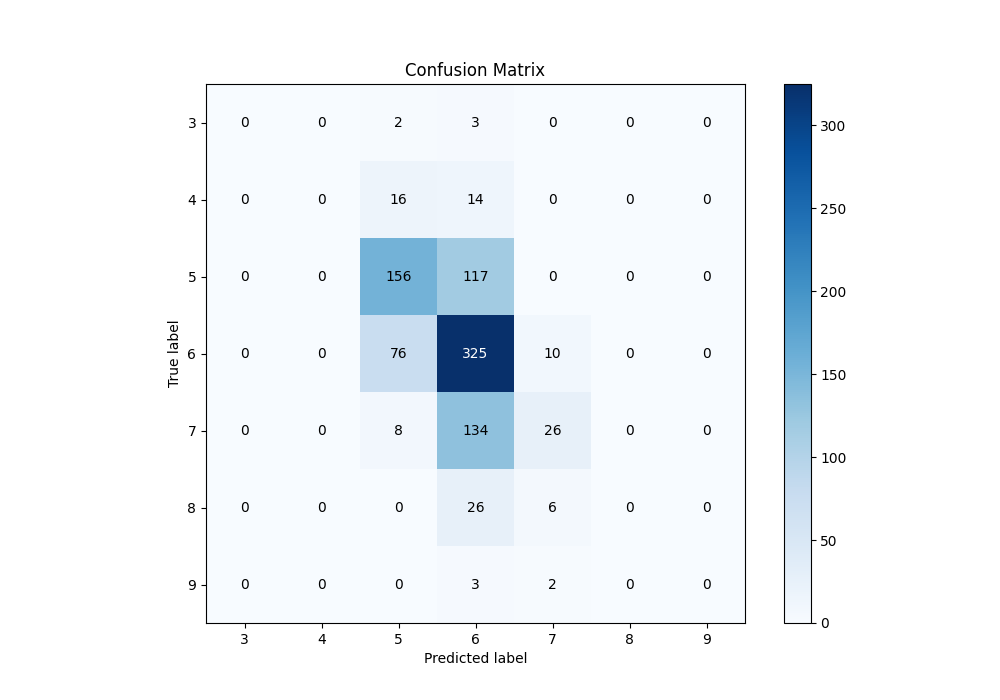 Confusion Matrix
3 0 0 2 3 0 0 0
4 0 0 16 14 0 0 0
5 0 0 156 117 0 0 0
6 0 0 76 325 10 0 0
7 0 0 8 134 26 0 0
8 0 0 0 26 6 0 0
9 0 0 0 3 2 0 0
3 4 5 6 7 8 9
Predicted label
True label
300
250
200
150
100
50
0